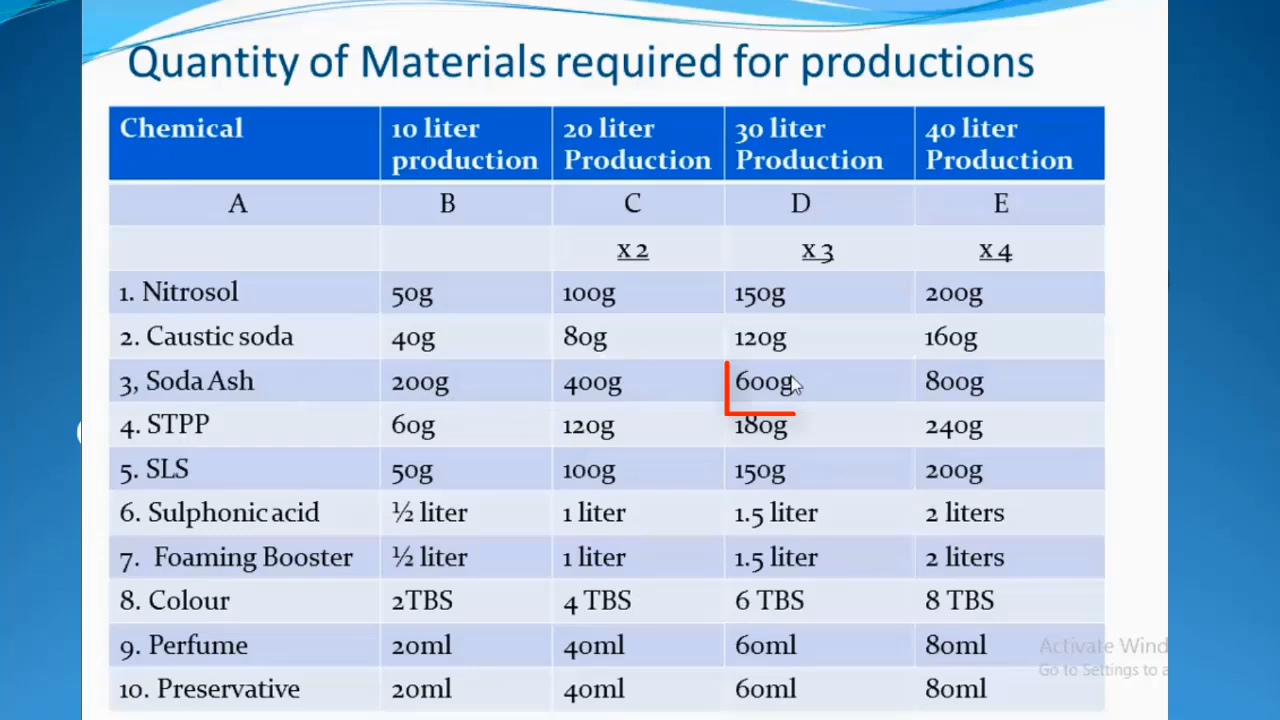 Quantity of Materials required for productions
Chemical 10 liter production 20 liter Production 30 liter Production 40 liter Production
A B C D E
x 2 x 3 x 4
1. Nitrosol 50g 100g 150g 200g
2. Caustic soda 40g 80g 120g 160g
3, Soda Ash 200g 400g 600g 800g
4. STPP 60g 120g 180g 240g
5. SLS 50g 100g 150g 200g
6. Sulphonic acid ½ liter 1 liter 1.5 liter 2 liters
7. Foaming Booster ½ liter 1 liter 1.5 liter 2 liters
8. Colour 2TBS 4 TBS 6 TBS 8 TBS
9. Perfume 20ml 40ml 60ml 80ml
10. Preservative 20ml 40ml 60ml 80ml
Activate Wind
Go to Settings to a